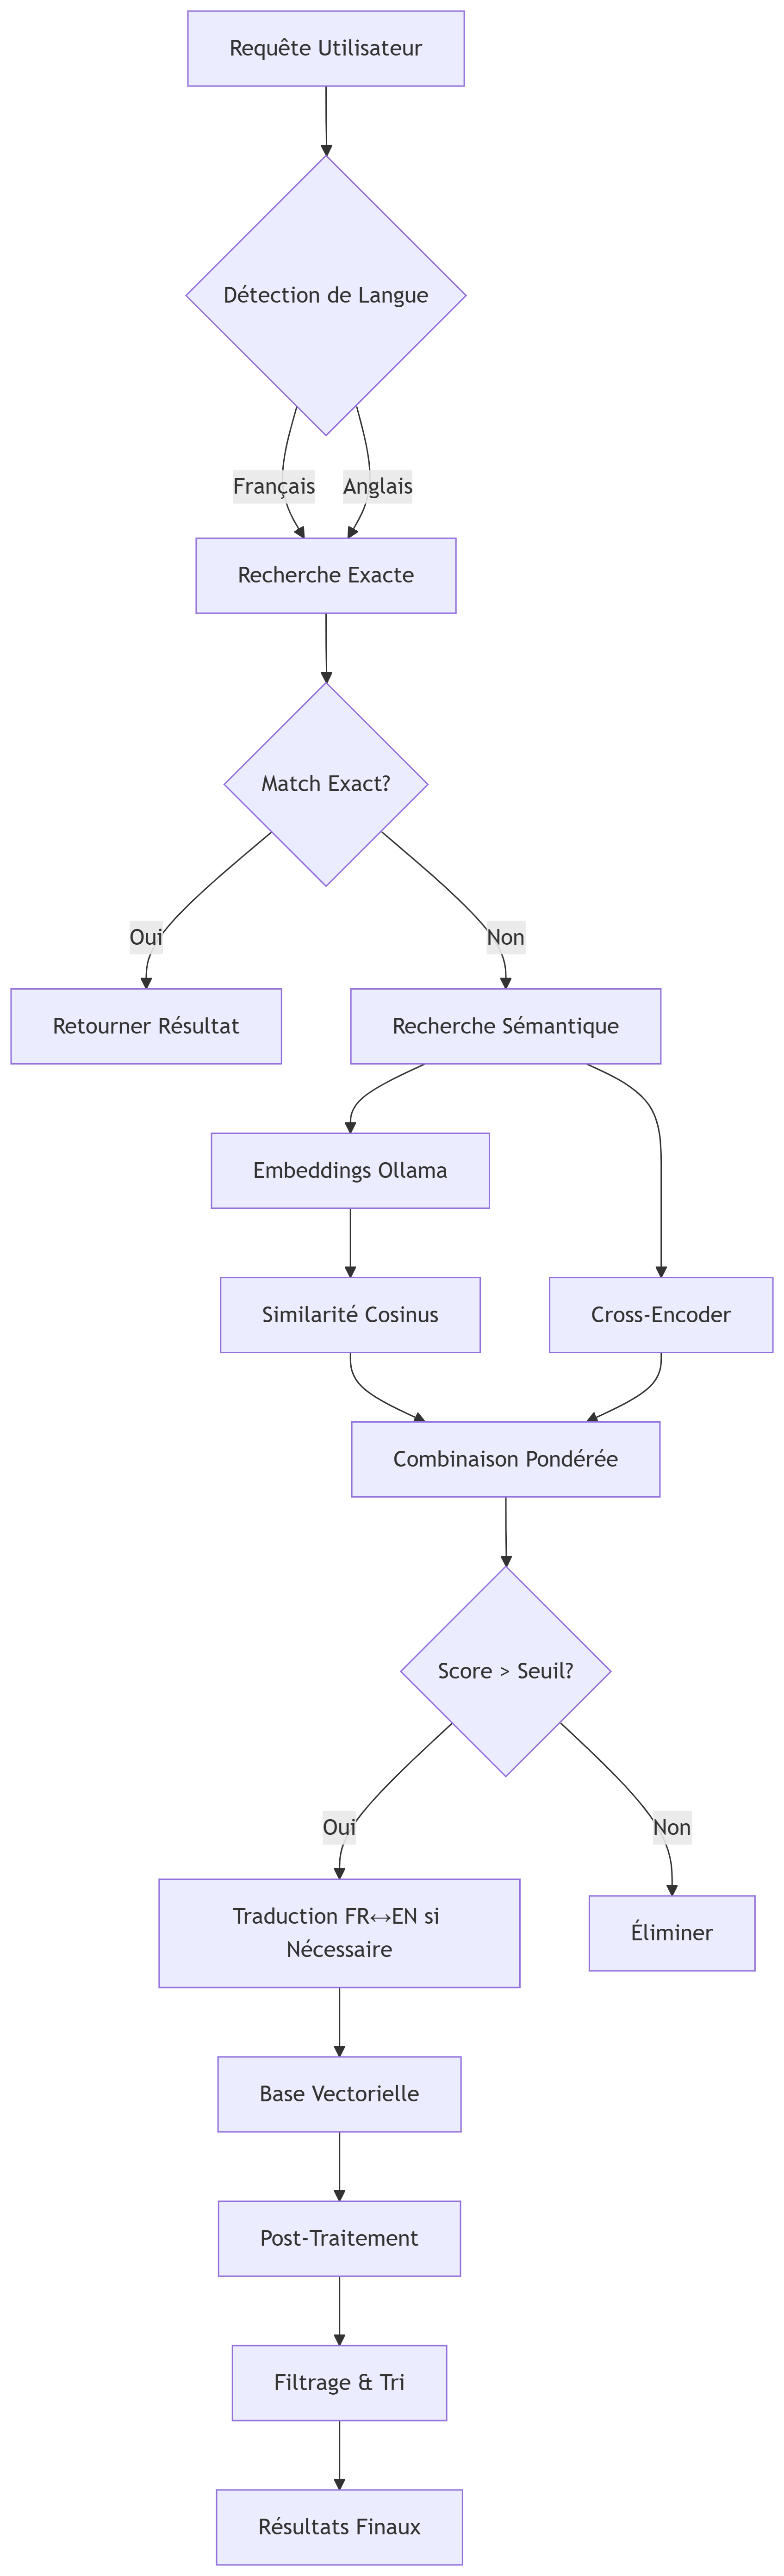 Requête Utilisateur
Détection de Langue
Français
Anglais
Recherche Exacte
Match Exact?
Oui
Non
Retourner Résultat
Recherche Sémantique
Embeddings Ollama
Similarité Cosinus
Cross-Encoder
Combinaison Pondérée
Score > Seuil?
Oui
Non
Traduction FR↔EN si
Nécessaire
Éliminer
Base Vectorielle
Post-Traitement
Filtrage & Tri
Résultats Finaux